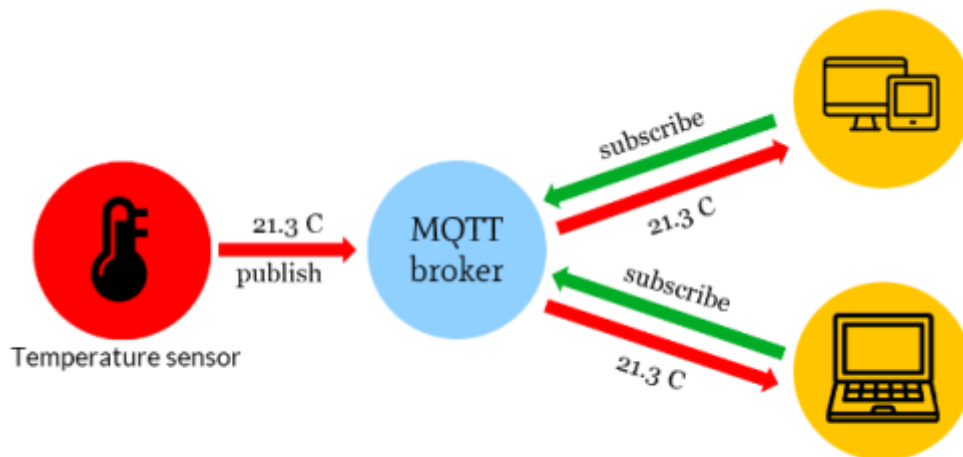 subscribe
21.3 C
21.3 C
publish
MQTT
broker
Temperature sensor
subscribe
21.3 C